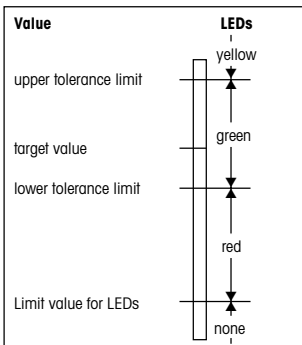 Value LEDs
yellow
upper tolerance limit
green
target value
lower tolerance limit
red
Limit value for LEDs
none